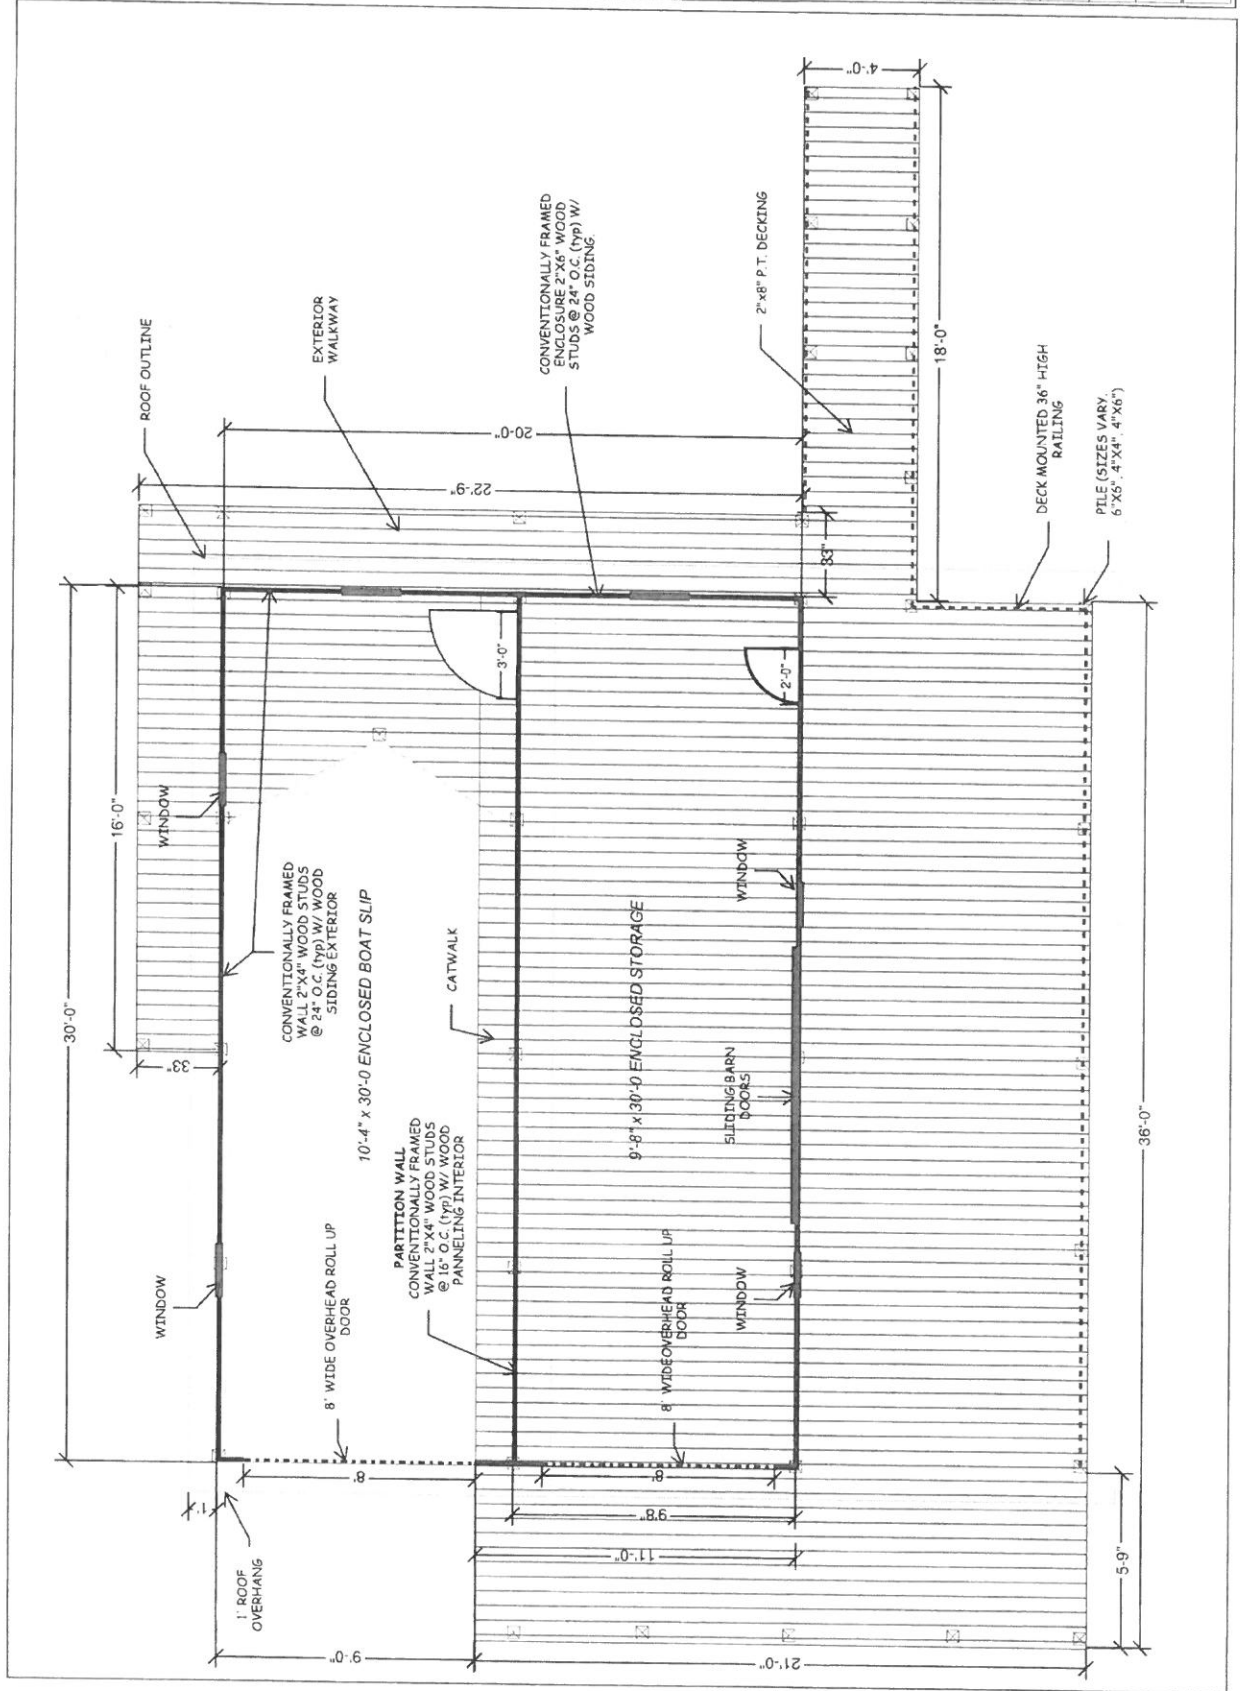 4'-0"
ROOF OUTLINE
EXTERIOR
WALKWAY
CONVENTIONALLY FRAMED
ENCLOSURE 2"X6" WOOD
STUDS @ 24" O.C. (typ) W/
WOOD SIDING.
2"x8" P.T. DECKING
18'-0"
20'-0"
22'-9"
33"
DECK MOUNTED 36" HIGH
RAILING
PILE (SIZES VARY.
6"X6", 4"X4", 4"X6")
30'-0"
16'-0"
WINDOW
33"
3'-0"
2'-0"
CONVENTIONALLY FRAMED
WALL 2"X4" WOOD STUDS
@ 24" O.C. (typ) W/ WOOD
SIDING EXTERIOR
10'-4" x 30'-0 ENCLOSED BOAT SLIP
CATWALK
9'-8" x 30'-0 ENCLOSED STORAGE
WINDOW
SLIDING BARN
DOORS
PARTITION WALL
CONVENTIONALLY FRAMED
WALL 2"X4" WOOD STUDS
@ 16" O.C. (typ) W/ WOOD
PANNELING INTERIOR
36'-0"
WINDOW
8' WIDE OVERHEAD ROLL UP
DOOR
8' WIDEOVERHEAD ROLL UP
DOOR
WINDOW
8'
8'
1'
9'8"
11'-0"
1' ROOF
OVERHANG
5'-9"
9'-0"
21'-0"